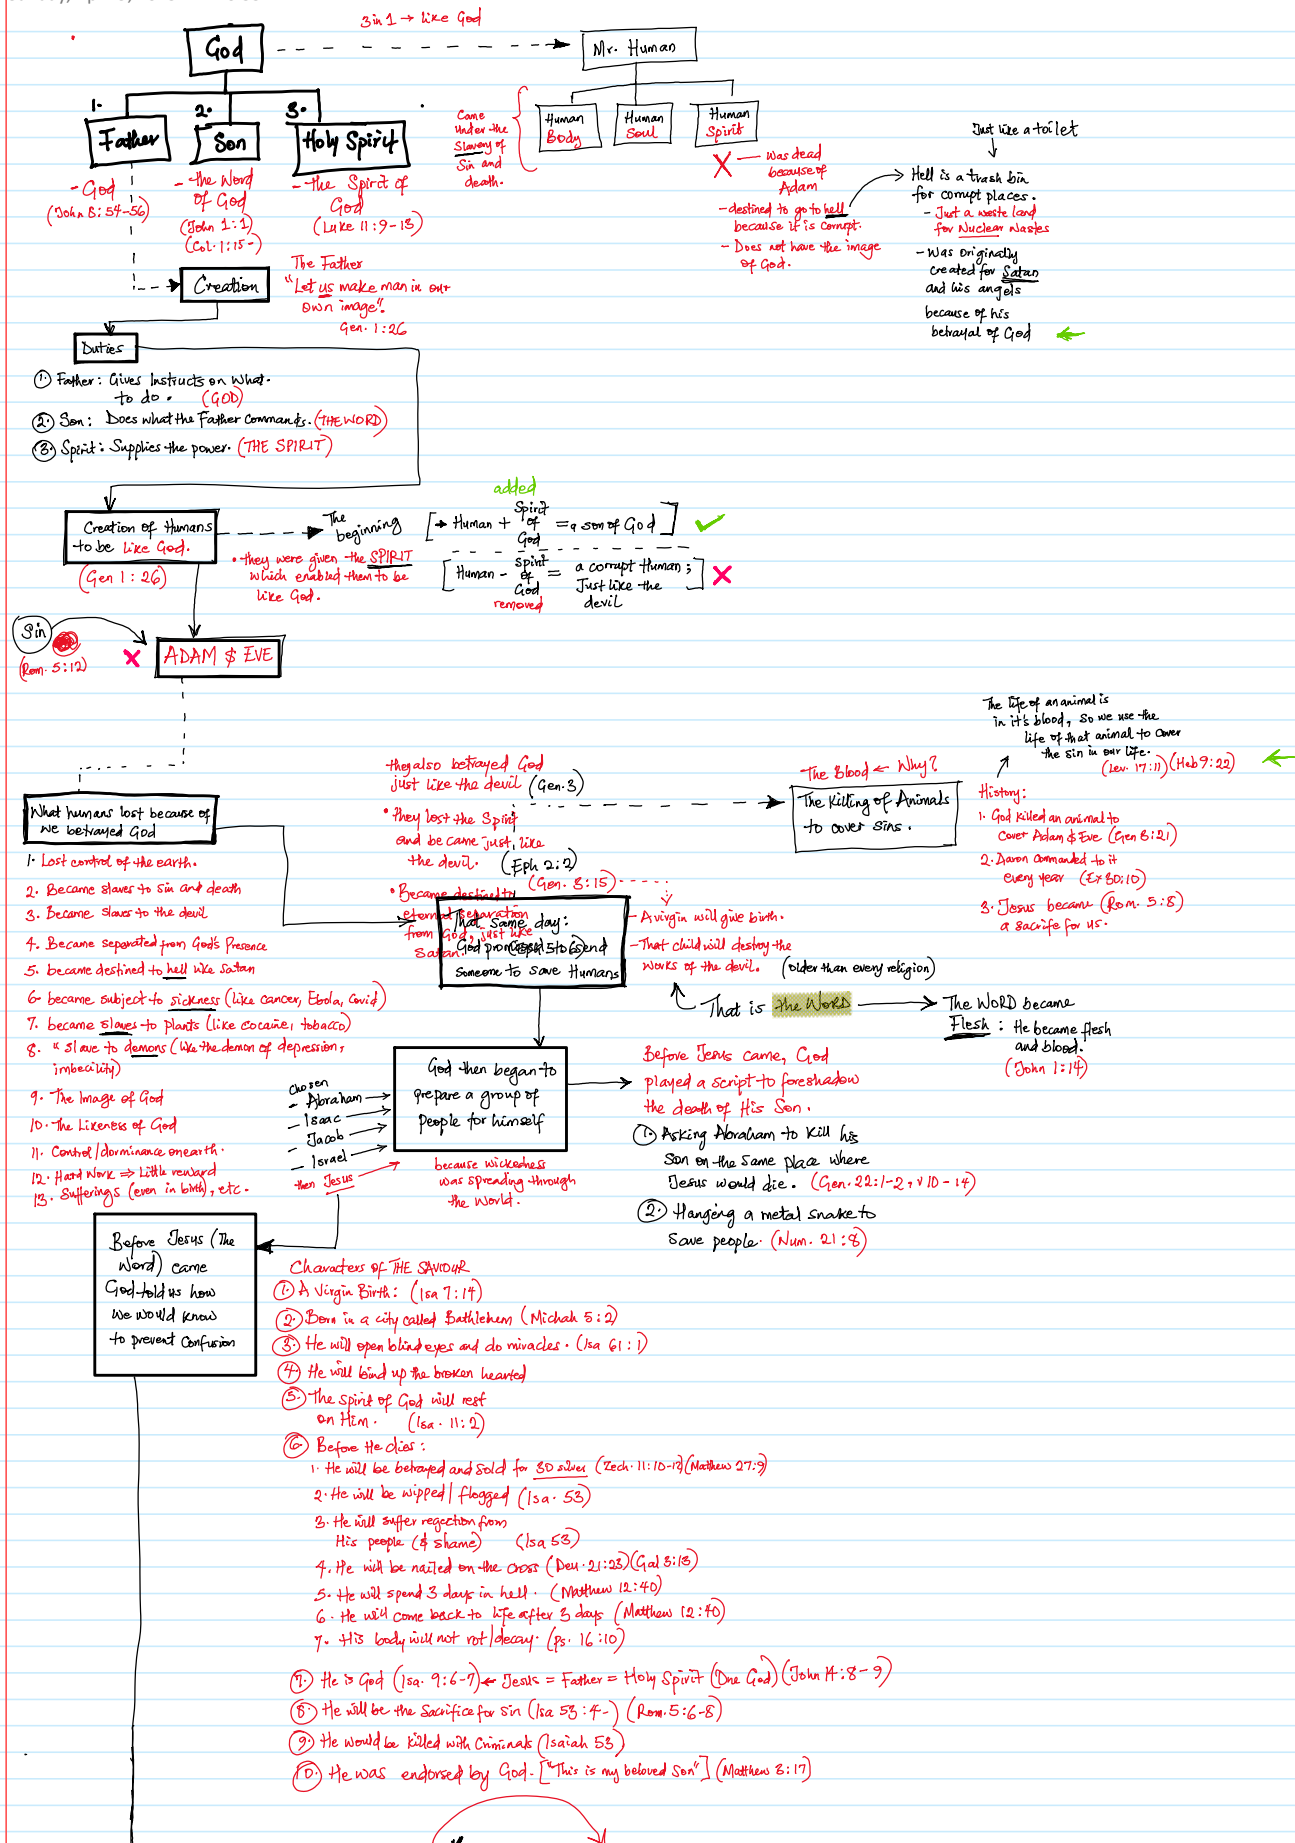 3 in 1 → like God
God
Mr. Human
1.
2.
3.
Father
Son
Holy Spirit
Came
under the
Slavery of
Sin and
death.
Human
Body
Human
Soul
Human
Spirit
- God
(John 8:54-56)
- the Word
of God
(John 1:1)
(Col. 1:15-)
- the Spirit of
God
(Luke 11:9-13)
X — was dead
because of
Adam
- destined to go to hell
because it is corrupt.
- Does not have the image
of God.
Just like a toilet
Hell is a trash bin
for corrupt places.
- Just a waste land
for Nuclear wastes
- Was originally
created for Satan
and his angels
because of his
betrayal of God
Creation
The Father
"Let us make man in our
own image".
Gen. 1:26
Duties
1. Father: Gives Instructs on what
to do. (GOD)
2. Son: Does what the Father commands. (THE WORD)
3. Spirit: Supplies the power. (THE SPIRIT)
Creation of Humans
to be like God.
(Gen 1:26)
The
beginning
• they were given the SPIRIT
which enabled them to be
like God.
added
[→ Human + Spirit of God = a son of God]
[Human - Spirit of God = a corrupt Human;
Just like the
devil
removed
Sin
(Rom. 5:12)
ADAM & EVE
What humans lost because of
we betrayed God
1. Lost control of the earth.
2. Became slaves to Sin and death
3. Became slaves to the devil
4. Became separated from God's Presence
5. became destined to hell like Satan
6- became subject to sickness (like cancer, Ebola, Covid)
7. became slaves to plants (like cocaine, tobacco)
8. " slave to demons (like the demon of depression,
imbecility)
9. The Image of God
10. The Likeness of God
11. Control/dorminance on earth.
12. Hard Work ⇒ Little reward
13. Sufferings (even in birth), etc.
they also betrayed God
just like the devil (Gen. 3)
• they lost the Spirit
and be came just like
the devil. (Eph 2:2)
• Became destined to
eternal separation
from God, just like
Satan.
(Gen. 3:15)
That same day:
God promised to send
Someone to save Humans
- A virgin will give birth.
- That child will destroy the
works of the devil. (older than every religion)
That is the WORD
The WORD became
Flesh: He became flesh
and blood.
(John 1:14)
The Blood ← Why?
The Killing of Animals
to cover sins.
The life of an animal is
in it's blood, so we use the
life of that animal to cover
the sin in our life.
(Lev. 17:11) (Heb 9:22)
History:
1. God killed an animal to
cover Adam & Eve (Gen 3:21)
2. Aaron commanded to it
every year (Ex 30:10)
3. Jesus became (Rom. 5:8)
a sacrife for us.
God then began to
prepare a group of
People for himself
chosen
- Abraham
- Isaac
- Jacob
- Israel
then Jesus
because wickedness
was spreading through
the world.
Before Jesus came, God
played a script to foreshadow
the death of His Son.
1. Asking Abraham to kill his
Son on the same place where
Jesus would die. (Gen. 22:1-2, v 10-14)
2. Hanging a metal snake to
Save people. (Num. 21:8)
Before Jesus (The
Word) came
God told us how
we would know
to prevent Confusion
Characters of THE SAVIOUR
1. A Virgin Birth: (Isa 7:14)
2. Born in a city called Bathlehem (Michah 5:2)
3. He will open blind eyes and do miracles. (Isa 61:1)
4. He will bind up the broken hearted
5. The spirit of God will rest
on Him. (Isa. 11:2)
6. Before He dies:
1. He will be betrayed and sold for 30 silver (Zech. 11:10-12) (Matthew 27:9)
2. He will be wipped/flogged (Isa. 53)
3. He will suffer regection from
His people (& shame) (Isa 53)
4. He will be nailed on the cross (Deu. 21:23) (Gal 3:13)
5. He will spend 3 days in hell. (Matthew 12:40)
6. He will come back to life after 3 days (Matthew 12:40)
7. His body will not rot/decay. (Ps. 16:10)
7. He is God (Isa. 9:6-7) ← Jesus = Father = Holy Spirit (One God) (John 14:8-9)
8. He will be the Sacrifice for sin (Isa 53:4-) (Rom. 5:6-8)
9. He would be killed with Criminals (Isaiah 53)
10. He was endorsed by God. ["This is my beloved Son"] (Matthew 3:17)